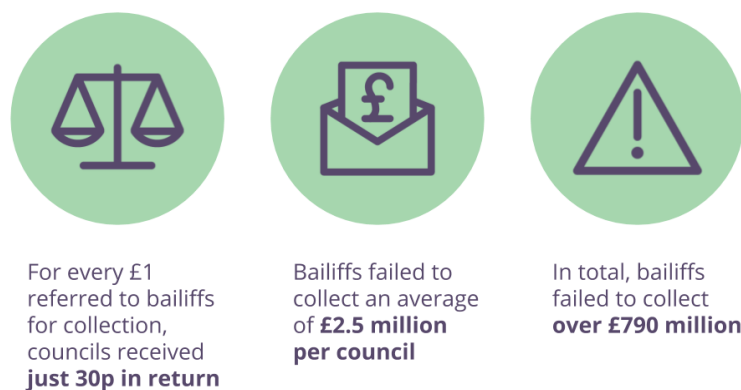 £
For every £1
referred to bailiffs
for collection,
councils received
just 30p in return
Bailiffs failed to
collect an average
of £2.5 million
per council
In total, bailiffs
failed to collect
over £790 million